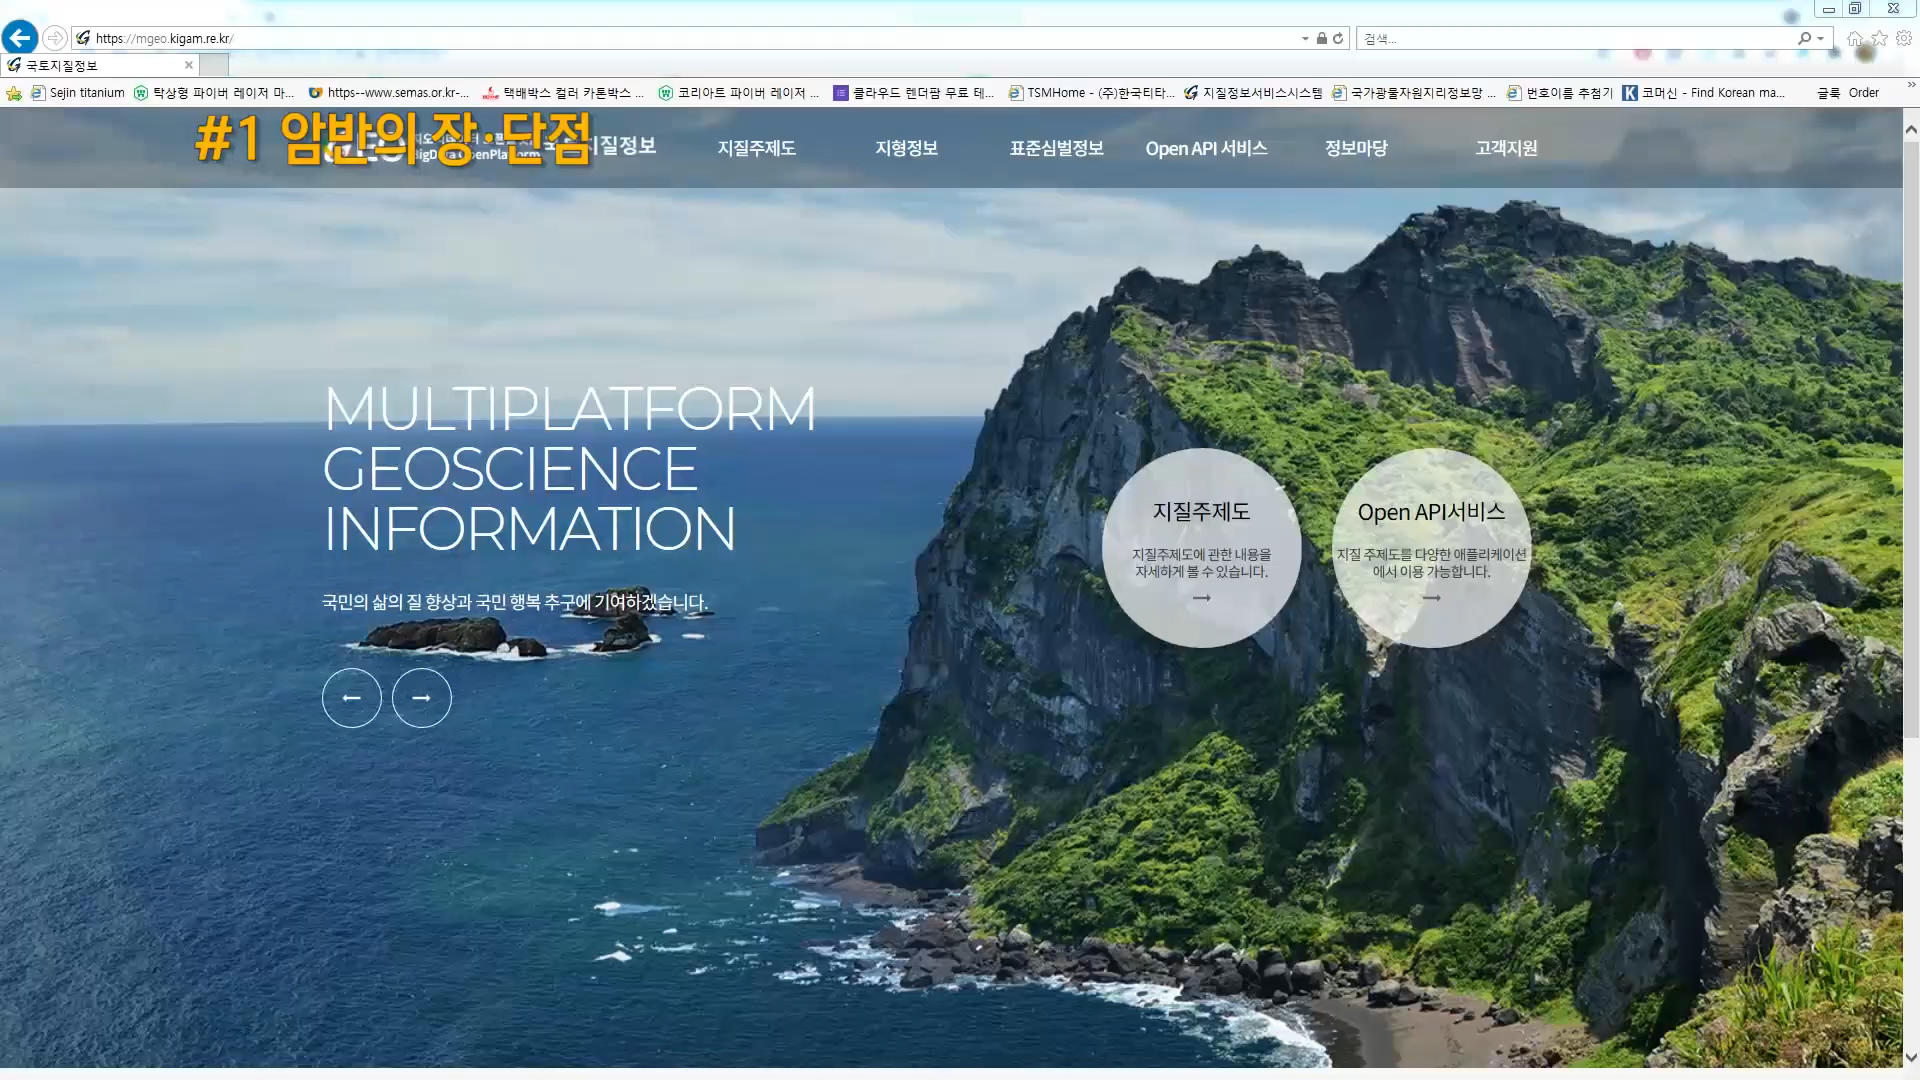 https://mgeo.kigam.re.kr/
검색...
국토지질정보
Sejin titanium
탁상형 파이버 레이저 마...
https--www.semas.or.kr-...
택배박스 컬러 카톤박스 ...
코리아트 파이버 레이저 ...
클라우드 렌더팜 무료 테...
TSMHome - (주)한국티타...
지질정보서비스시스템
국가광물자원지리정보망 ...
번호이름 추첨기
코머신 - Find Korean ma...
글록
Order
#1 암반의 장·단점
지질정보
지질주제도
지형정보
표준심벌정보
Open API 서비스
정보마당
고객지원
MULTIPLATFORM
GEOSCIENCE
INFORMATION
국민의 삶의 질 향상과 국민 행복 추구에 기여하겠습니다.
지질주제도
지질주제도에 관한 내용을
자세하게 볼 수 있습니다.
Open API서비스
지질 주제도를 다양한 애플리케이션
에서 이용 가능합니다.